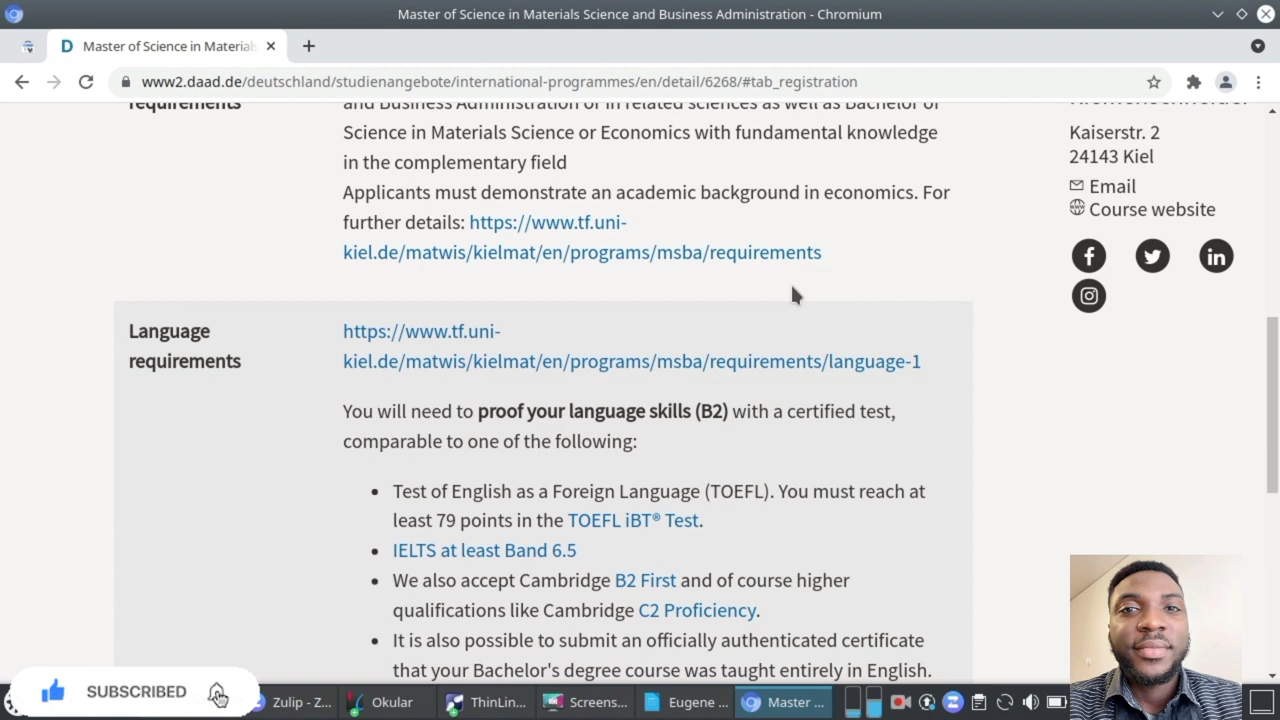 Master of Science in Materials Science and Business Administration - Chromium
D Master of Science in Material
www2.daad.de/deutschland/studienangebote/international-programmes/en/detail/6268/#tab_registration
requirements
and Business Administration or in related sciences as well as Bachelor of
Science in Materials Science or Economics with fundamental knowledge
in the complementary field
Applicants must demonstrate an academic background in economics. For
further details: https://www.tf.uni-
kiel.de/matwis/kielmat/en/programs/msba/requirements
Kaiserstr. 2
24143 Kiel
Email
Course website
Language
requirements
https://www.tf.uni-
kiel.de/matwis/kielmat/en/programs/msba/requirements/language-1
You will need to proof your language skills (B2) with a certified test,
comparable to one of the following:
• Test of English as a Foreign Language (TOEFL). You must reach at
least 79 points in the TOEFL iBT® Test.
• IELTS at least Band 6.5
• We also accept Cambridge B2 First and of course higher
qualifications like Cambridge C2 Proficiency.
• It is also possible to submit an officially authenticated certificate
that your Bachelor's degree course was taught entirely in English.
SUBSCRIBED
Zulip - Z...
Okular
ThinLin...
Screens...
Eugene ...
Master ...